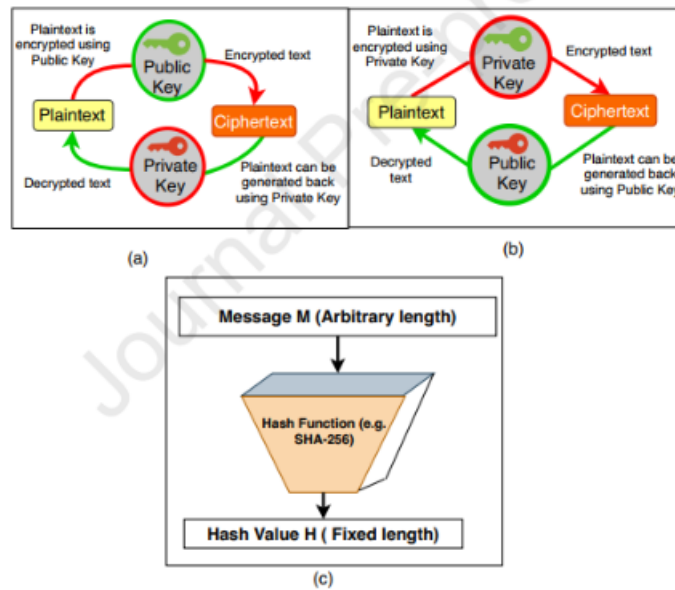 Plaintext is
encrypted using
Public Key
Public
Key
Encrypted text
Plaintext
Ciphertext
Private
Key
Decrypted text
Plaintext can be
generated back
using Private Key
(a)
Plaintext is
encrypted using
Private Key
Private
Key
Encrypted text
Plaintext
Ciphertext
Public
Key
Decrypted
text
Plaintext can be
generated back
using Public Key
(b)
Message M (Arbitrary length)
Hash Function (e.g.
SHA-256)
Hash Value H ( Fixed length)
(c)
Journal Pre-pro